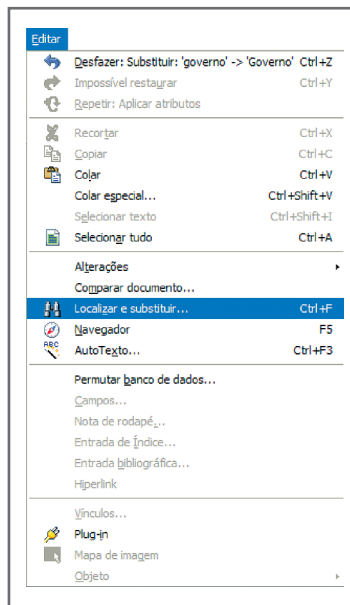 Editar
Desfazer: Substituir: 'governo' -> 'Governo' Ctrl+Z
Impossível restaurar Ctrl+Y
Repetir: Aplicar atributos
Recortar Ctrl+X
Copiar Ctrl+C
Colar Ctrl+V
Colar especial... Ctrl+Shift+V
Selecionar texto Ctrl+Shift+I
Selecionar tudo Ctrl+A
Alterações
Comparar documento...
Localizar e substituir... Ctrl+F
Navegador F5
ABC
AutoTexto... Ctrl+F3
Permutar banco de dados...
Campos...
Nota de rodapé...
Entrada de Índice...
Entrada bibliográfica...
Hiperlink
Vínculos...
Plug-in
Mapa de imagem
Objeto